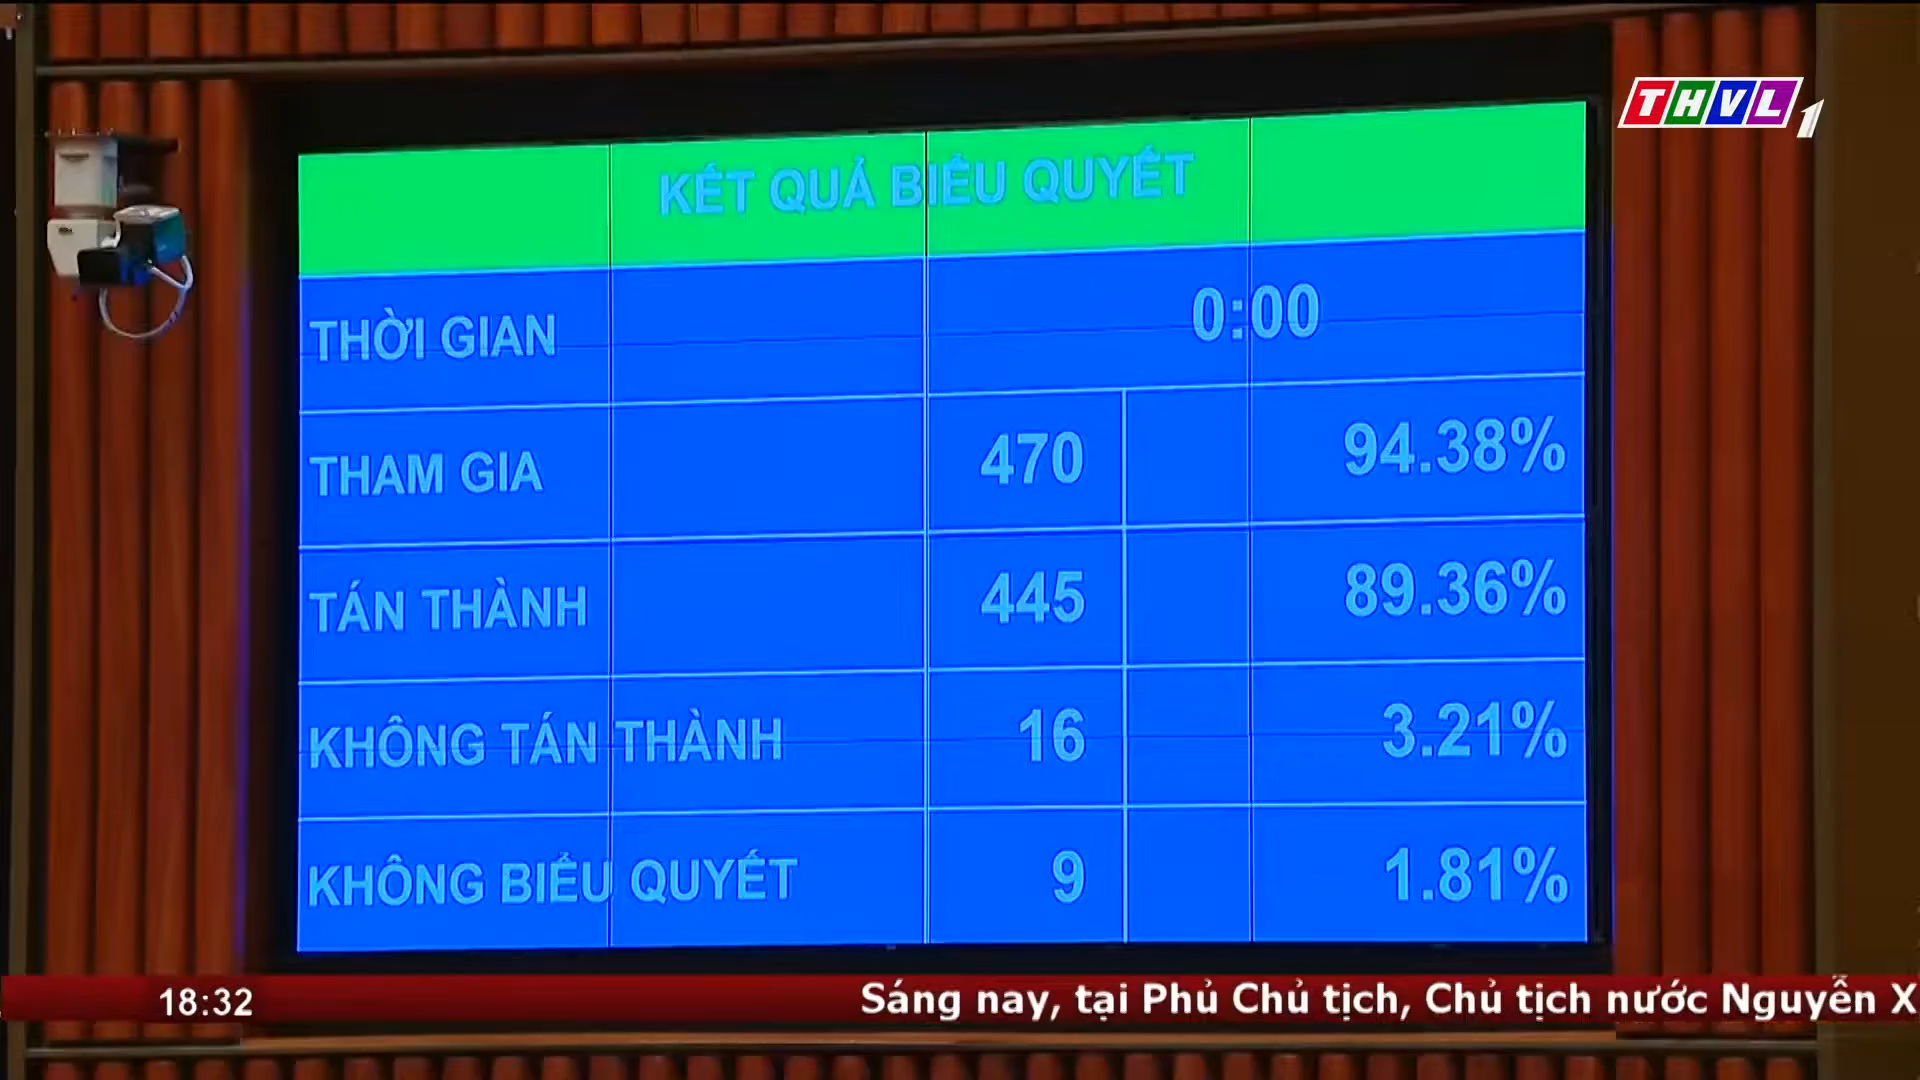 THVL 1
KẾT QUẢ BIỂU QUYẾT
THỜI GIAN 0:00
THAM GIA 470 94.38%
TÁN THÀNH 445 89.36%
KHÔNG TÁN THÀNH 16 3.21%
KHÔNG BIỂU QUYẾT 9 1.81%
18:32 Sáng nay, tại Phủ Chủ tịch, Chủ tịch nước Nguyễn X